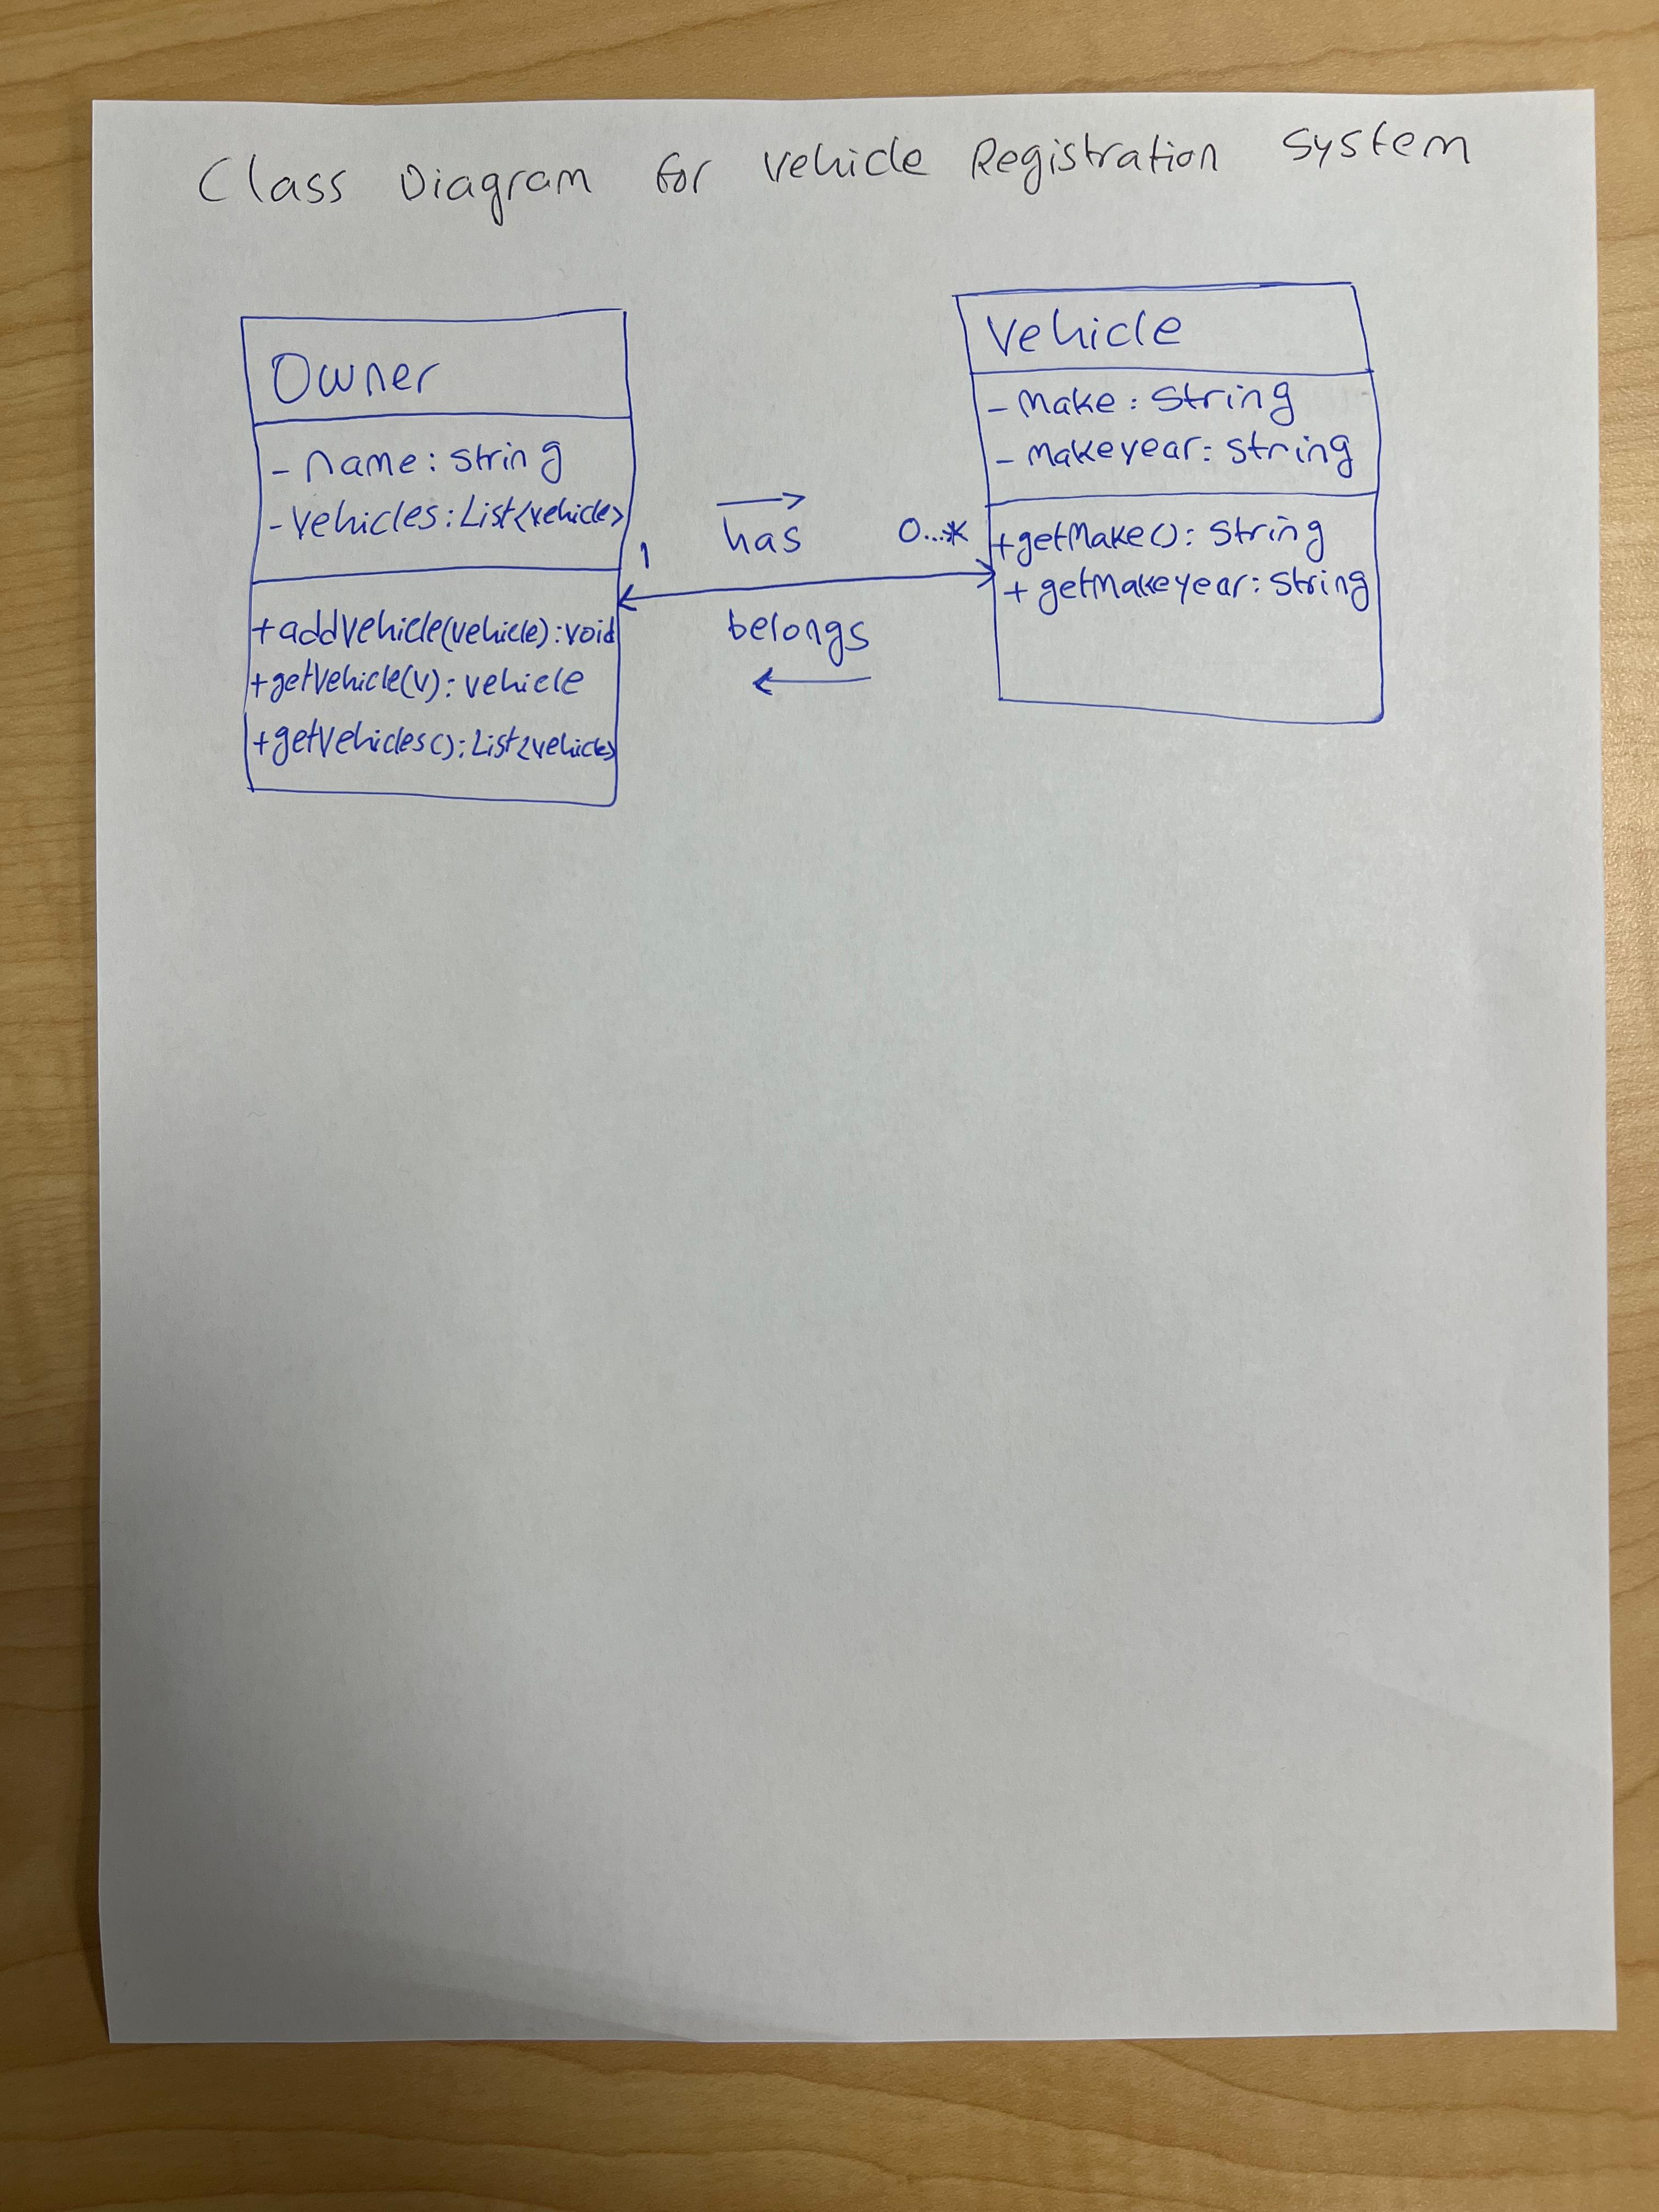 Class Diagram for Vehicle Registration System
Owner
- name: string
- vehicles: List<vehicle>
+ addVehicle(vehicle): void
+ getVehicle(v): vehicle
+ getVehicles(): List<vehicle>
has
1
0...*
belongs
Vehicle
- make: string
- makeyear: string
+ getMake(): string
+ getMakeyear: string